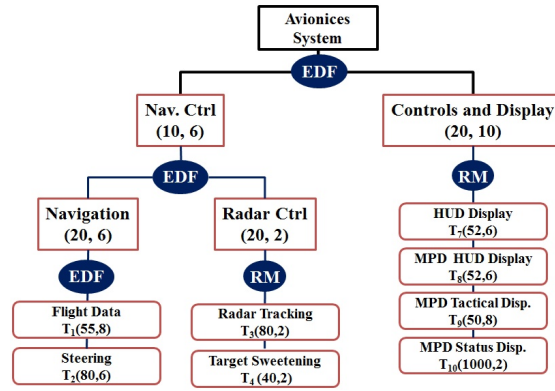 Avionices
System
EDF
Nav. Ctrl
(10, 6)
Controls and Display
(20, 10)
EDF
RM
Navigation
(20, 6)
Radar Ctrl
(20, 2)
HUD Display
T7(52,6)
EDF
RM
MPD HUD Display
T8(52,6)
Flight Data
T1(55,8)
Radar Tracking
T3(80,2)
MPD Tactical Disp.
T9(50,8)
Steering
T2(80,6)
Target Sweetening
T4 (40,2)
MPD Status Disp.
T10(1000,2)